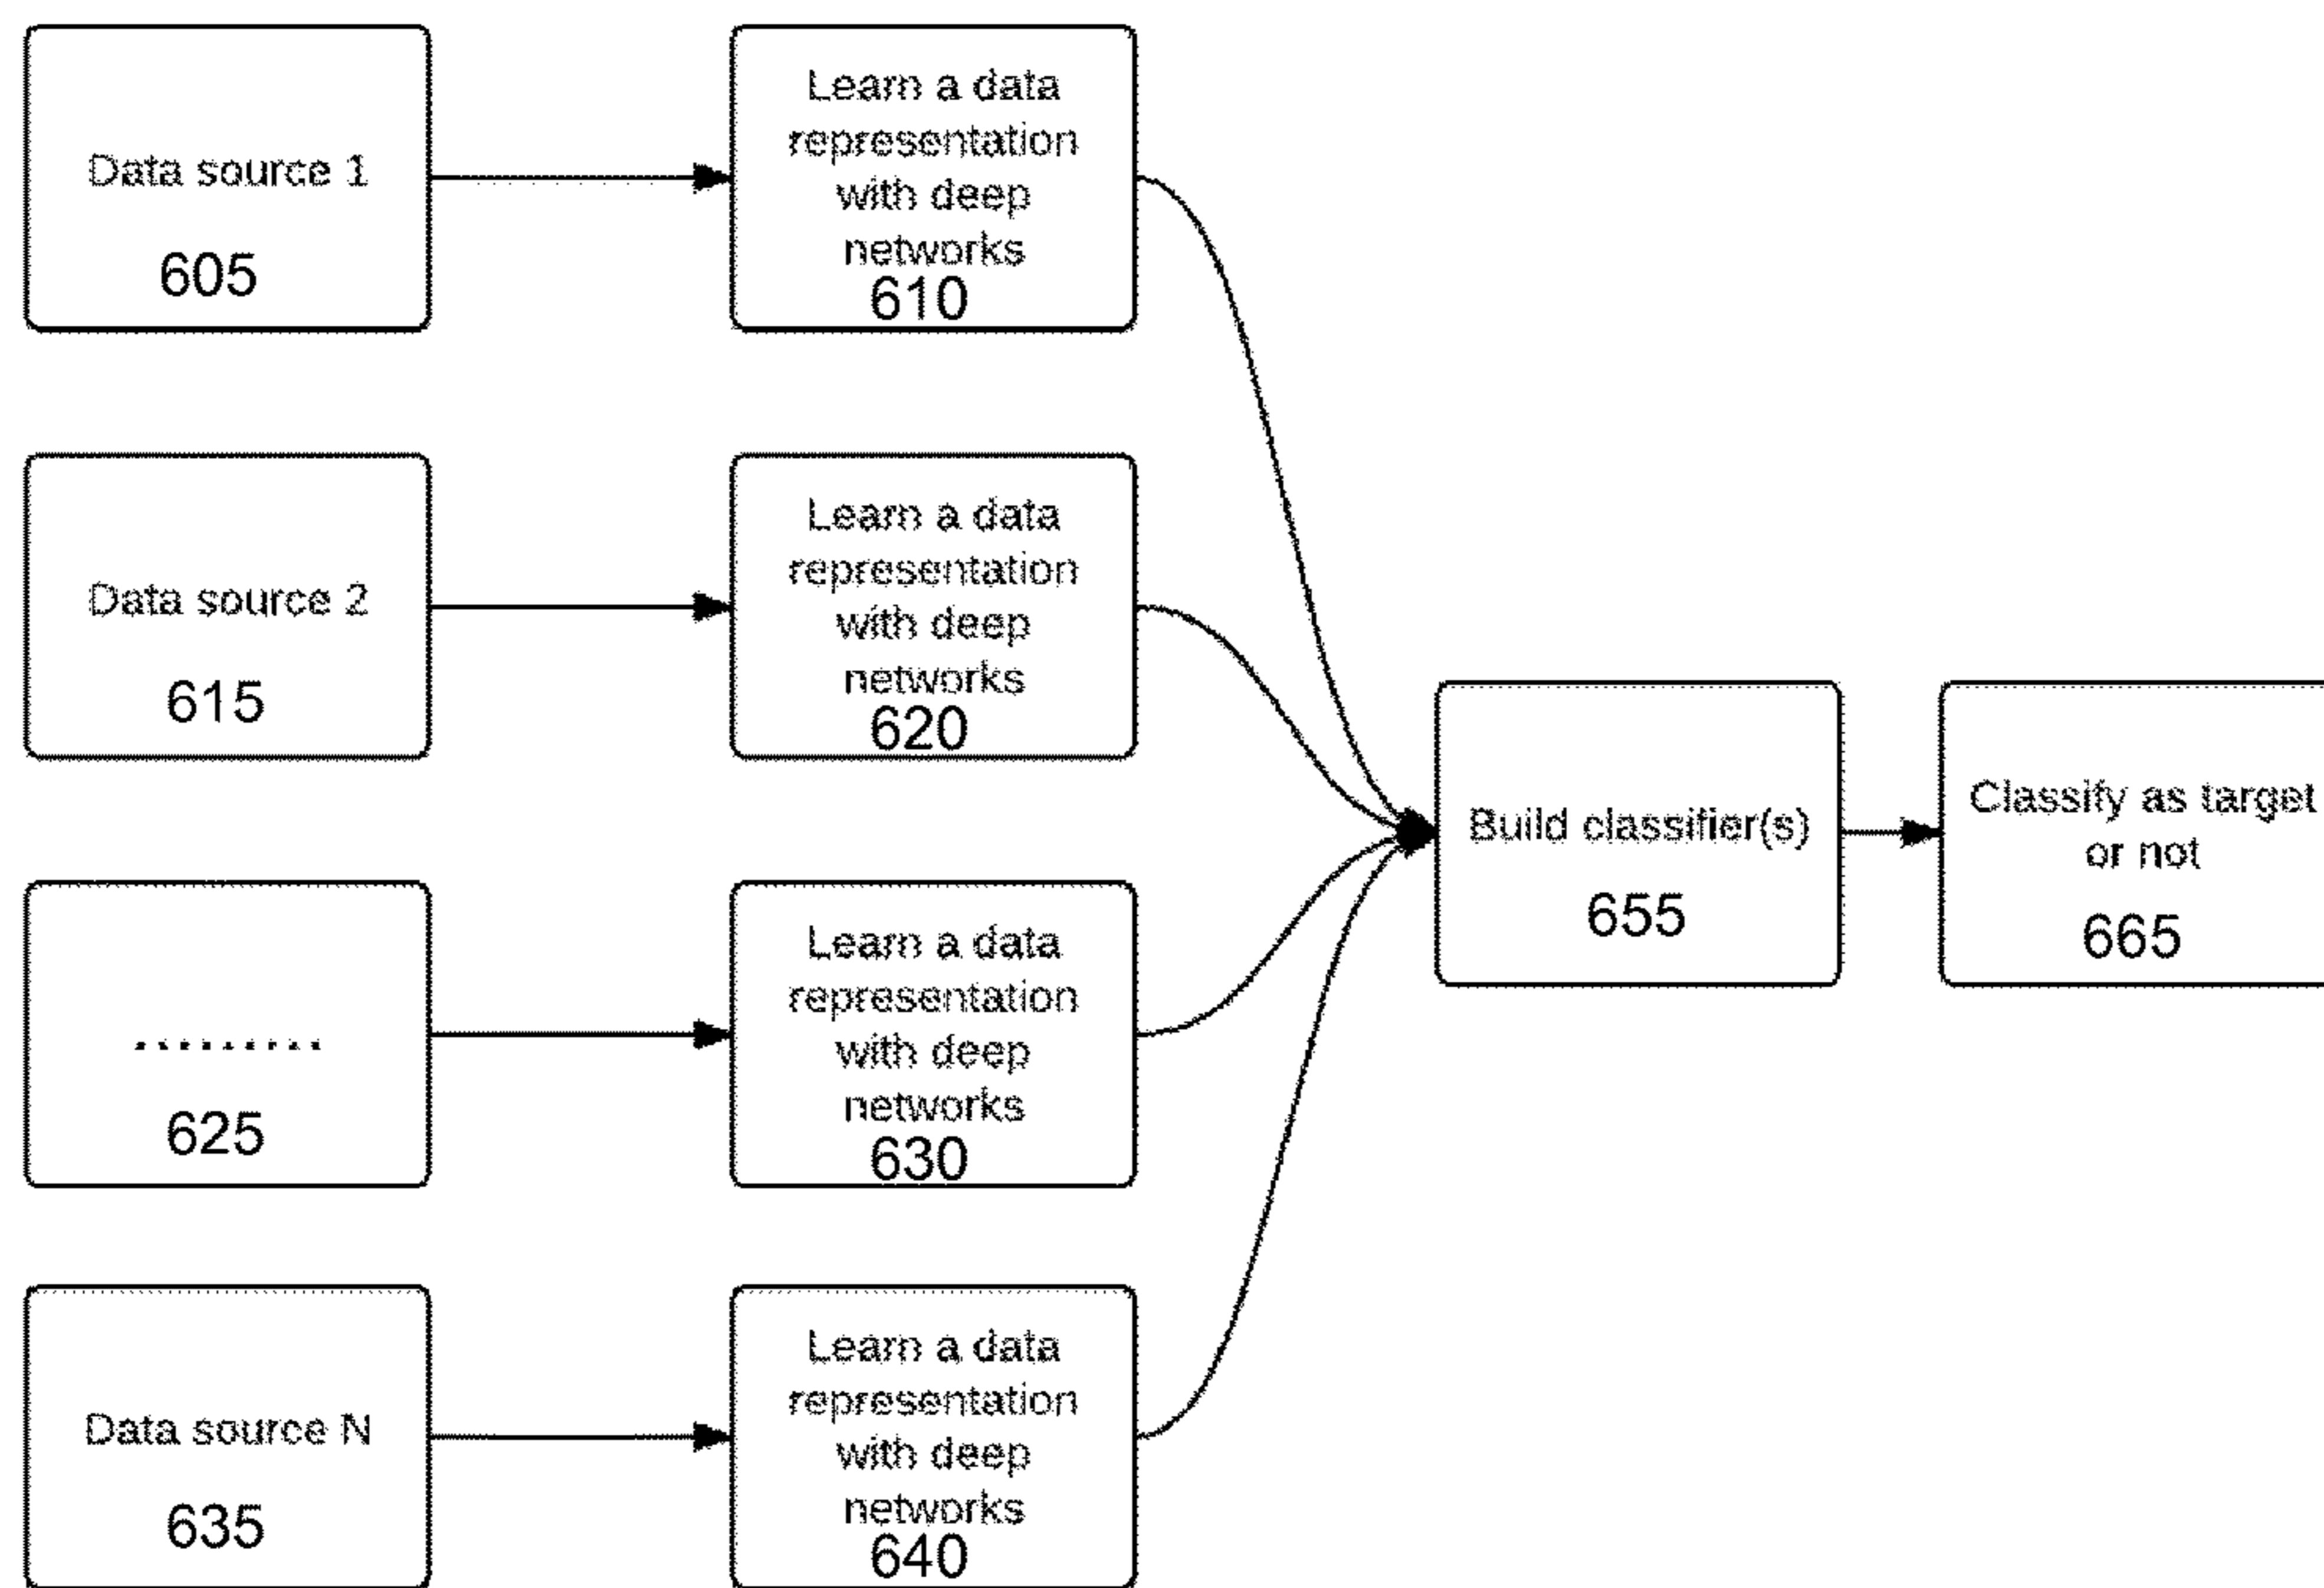 Data source 1
605
Learn a data
representation
with deep
networks
610
Data source 2
615
Learn a data
representation
with deep
networks
620
.........
625
Learn a data
representation
with deep
networks
630
Data source N
635
Learn a data
representation
with deep
networks
640
Build classifier(s)
655
Classify as target
or not
665